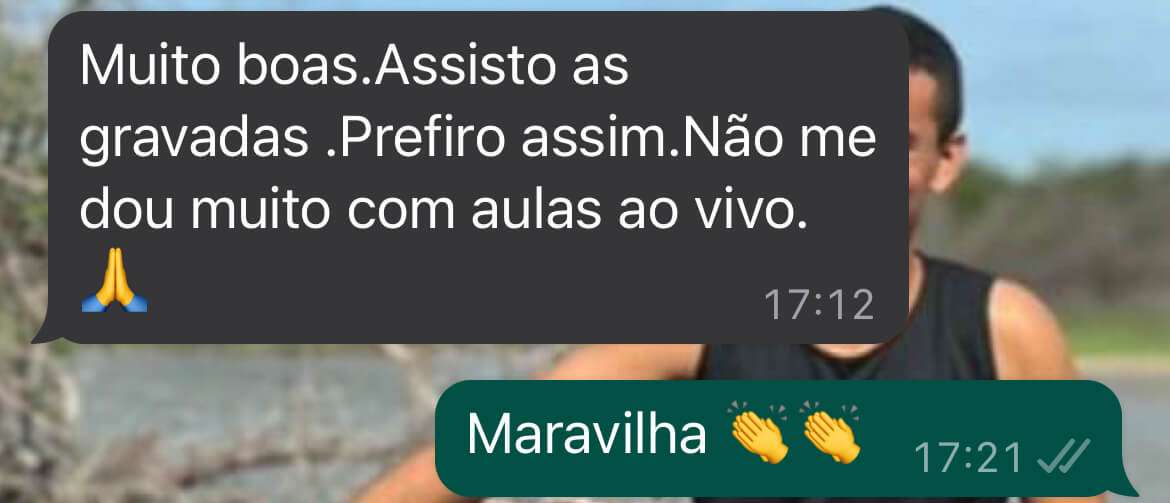 Muito boas.Assisto as
gravadas .Prefiro assim.Não me
dou muito com aulas ao vivo.
🙏
17:12
Maravilha 👏👏
17:21